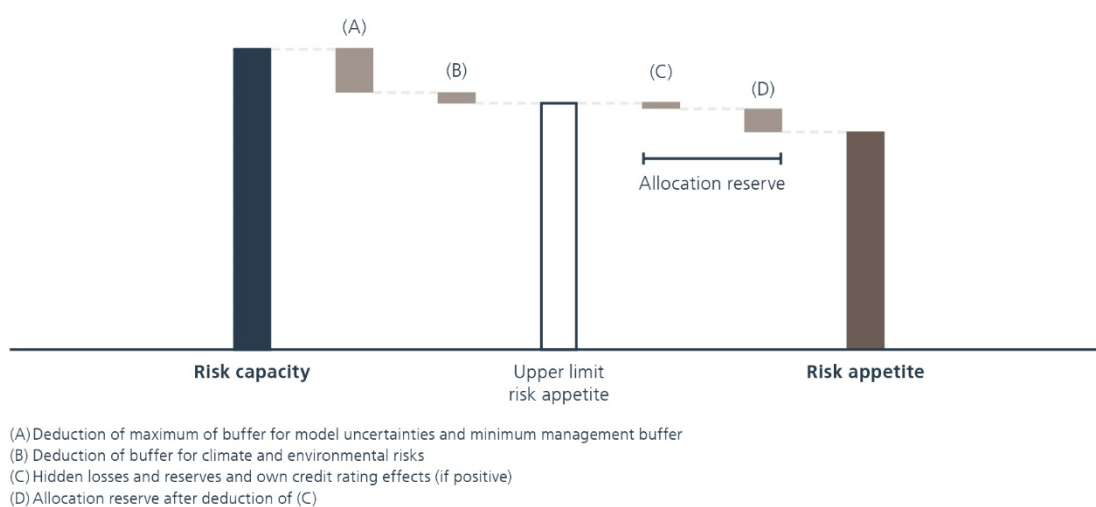 (A)
(B)
(C)
(D)
Allocation reserve
Risk capacity
Upper limit
risk appetite
Risk appetite
(A) Deduction of maximum of buffer for model uncertainties and minimum management buffer
(B) Deduction of buffer for climate and environmental risks
(C) Hidden losses and reserves and own credit rating effects (if positive)
(D) Allocation reserve after deduction of (C)